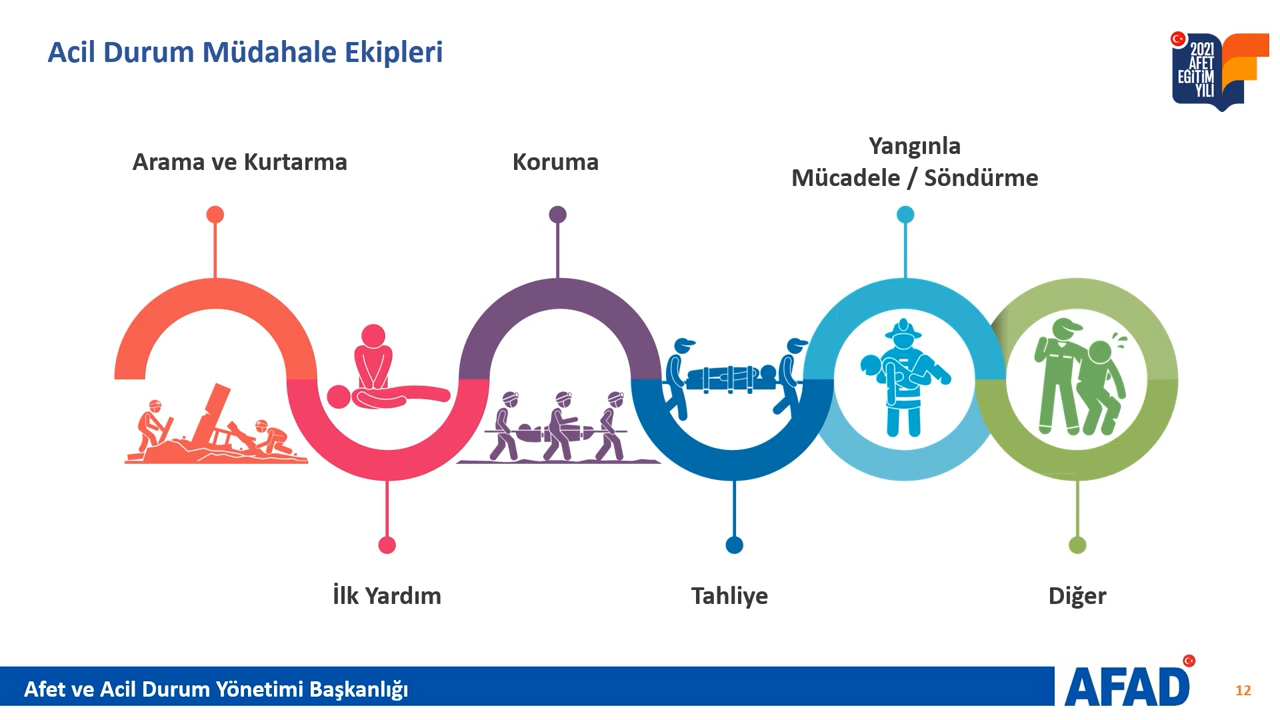 Acil Durum Müdahale Ekipleri
2021
AFET
EĞİTİM
YILI
Arama ve Kurtarma
Koruma
Yangınla
Mücadele / Söndürme
İlk Yardım
Tahliye
Diğer
Afet ve Acil Durum Yönetimi Başkanlığı
AFAD
12